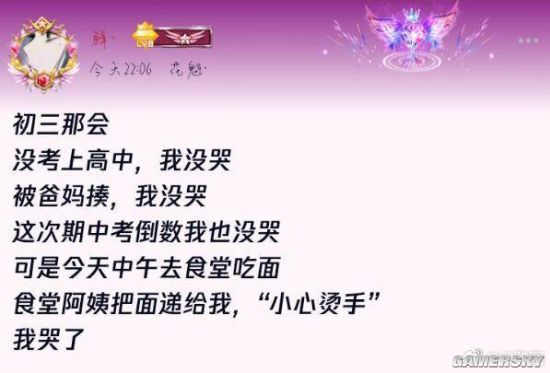 鲜·
LV8
今天22:06 花魁·
初三那会
没考上高中，我没哭
被爸妈揍，我没哭
这次期中考倒数我也没哭
可是今天中午去食堂吃面
食堂阿姨把面递给我，“小心烫手”
我哭了
GAMERSKY